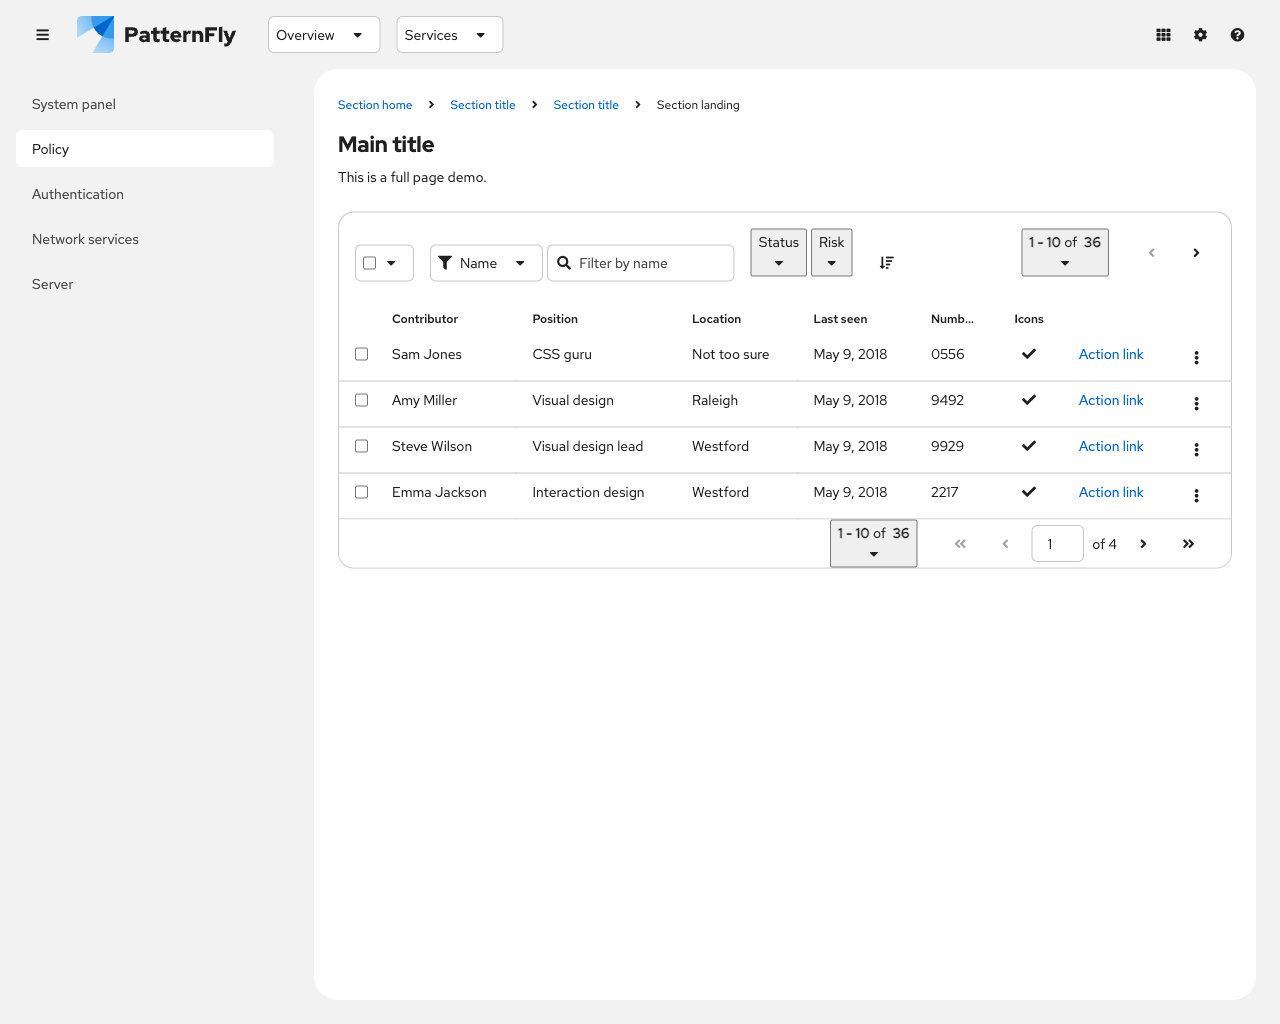 PatternFly
Overview
Services
System panel
Policy
Authentication
Network services
Server
Section home
Section title
Section title
Section landing
Main title
This is a full page demo.
Name
Filter by name
Status
Risk
1 - 10 of 36
Contributor Position Location Last seen Numb... Icons
Sam Jones CSS guru Not too sure May 9, 2018 0556 Action link
Amy Miller Visual design Raleigh May 9, 2018 9492 Action link
Steve Wilson Visual design lead Westford May 9, 2018 9929 Action link
Emma Jackson Interaction design Westford May 9, 2018 2217 Action link
1 - 10 of 36
1 of 4